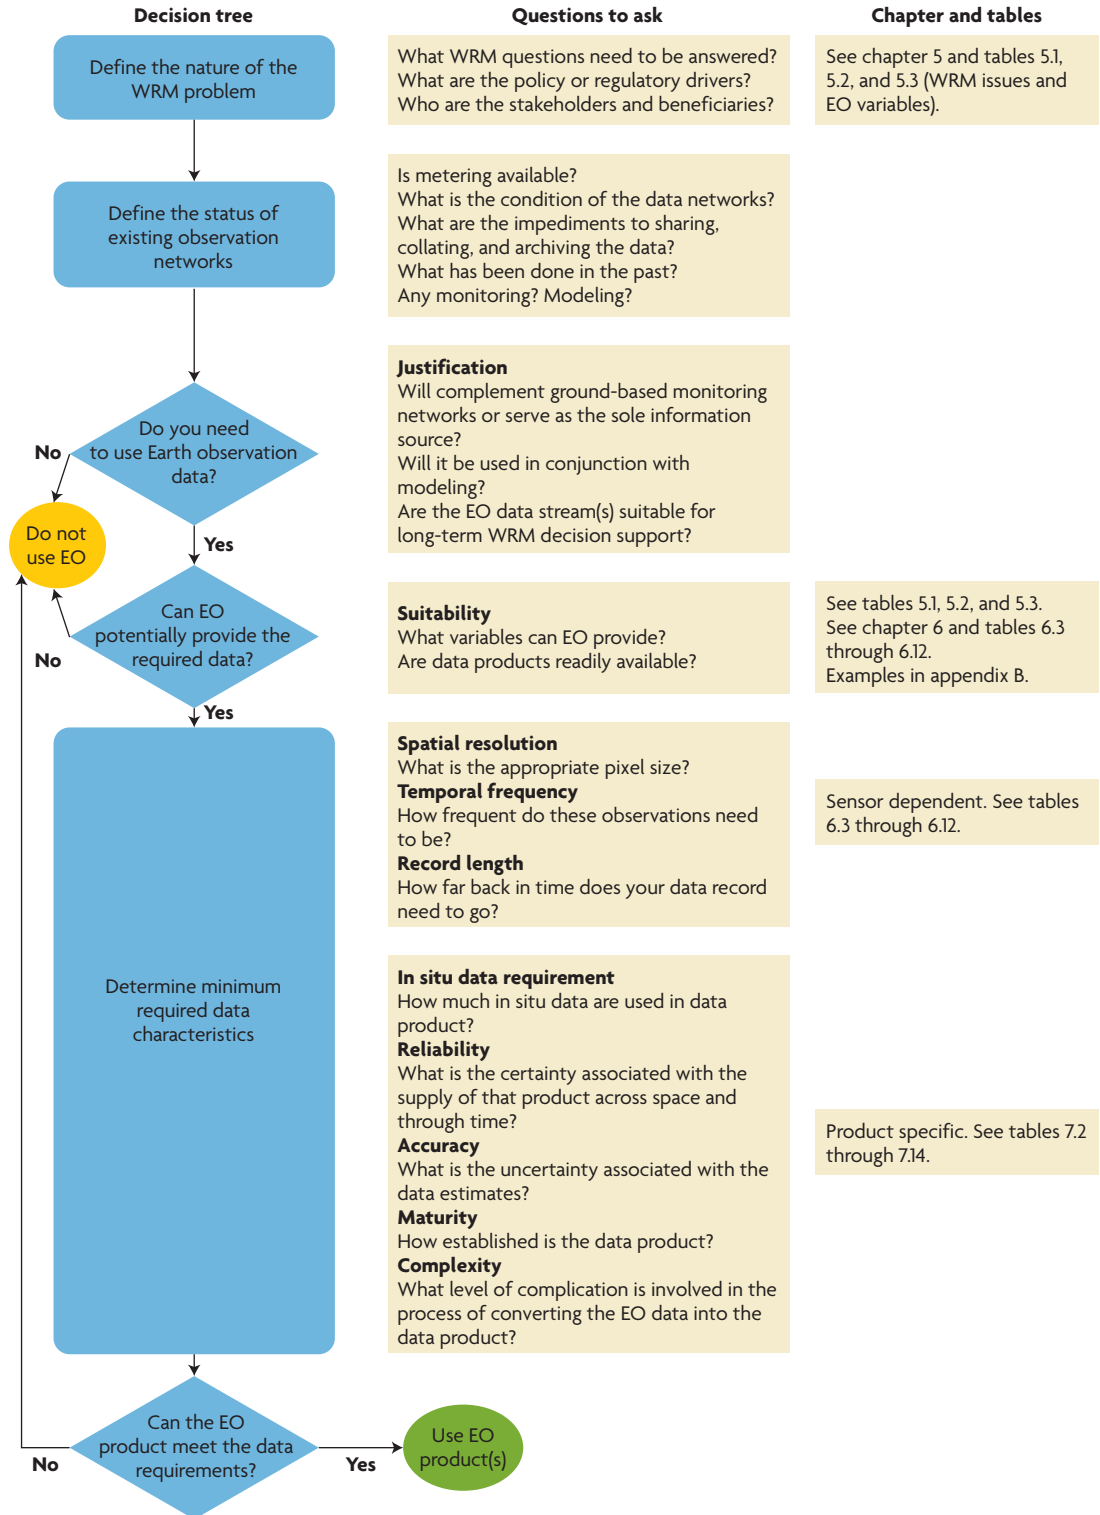 Decision tree
Questions to ask
Chapter and tables
Define the nature of the
WRM problem
What WRM questions need to be answered?
What are the policy or regulatory drivers?
Who are the stakeholders and beneficiaries?
See chapter 5 and tables 5.1,
5.2, and 5.3 (WRM issues and
EO variables).
Define the status of
existing observation
networks
Is metering available?
What is the condition of the data networks?
What are the impediments to sharing,
collating, and archiving the data?
What has been done in the past?
Any monitoring? Modeling?
Do you need
to use Earth observation
data?
No
Yes
Do not
use EO
Justification
Will complement ground-based monitoring
networks or serve as the sole information
source?
Will it be used in conjunction with
modeling?
Are the EO data stream(s) suitable for
long-term WRM decision support?
Can EO
potentially provide the
required data?
No
Yes
Suitability
What variables can EO provide?
Are data products readily available?
See tables 5.1, 5.2, and 5.3.
See chapter 6 and tables 6.3
through 6.12.
Examples in appendix B.
Determine minimum
required data
characteristics
Spatial resolution
What is the appropriate pixel size?
Temporal frequency
How frequent do these observations need
to be?
Record length
How far back in time does your data record
need to go?
Sensor dependent. See tables
6.3 through 6.12.
In situ data requirement
How much in situ data are used in data
product?
Reliability
What is the certainty associated with the
supply of that product across space and
through time?
Accuracy
What is the uncertainty associated with the
data estimates?
Maturity
How established is the data product?
Complexity
What level of complication is involved in the
process of converting the EO data into the
data product?
Product specific. See tables 7.2
through 7.14.
Can the EO
product meet the data
requirements?
No
Yes
Use EO
product(s)